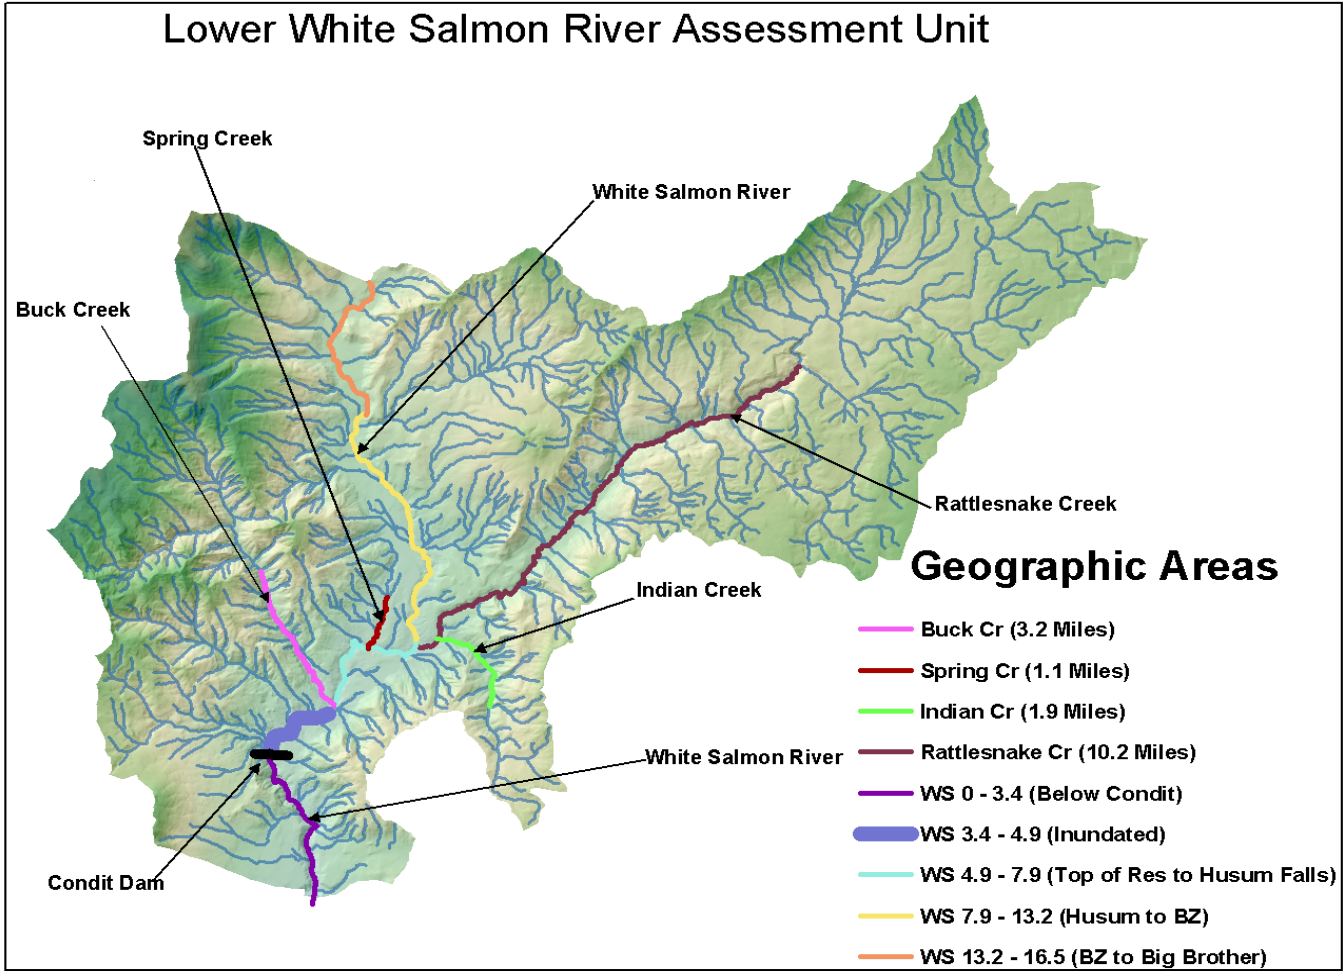 Lower White Salmon River Assessment Unit
Spring Creek
White Salmon River
Buck Creek
Rattlesnake Creek
Geographic Areas
Indian Creek
Buck Cr (3.2 Miles)
Spring Cr (1.1 Miles)
Indian Cr (1.9 Miles)
Rattlesnake Cr (10.2 Miles)
White Salmon River
WS 0 - 3.4 (Below Condit)
WS 3.4 - 4.9 (Inundated)
Condit Dam
WS 4.9 - 7.9 (Top of Res to Husum Falls)
WS 7.9 - 13.2 (Husum to BZ)
WS 13.2 - 16.5 (BZ to Big Brother)